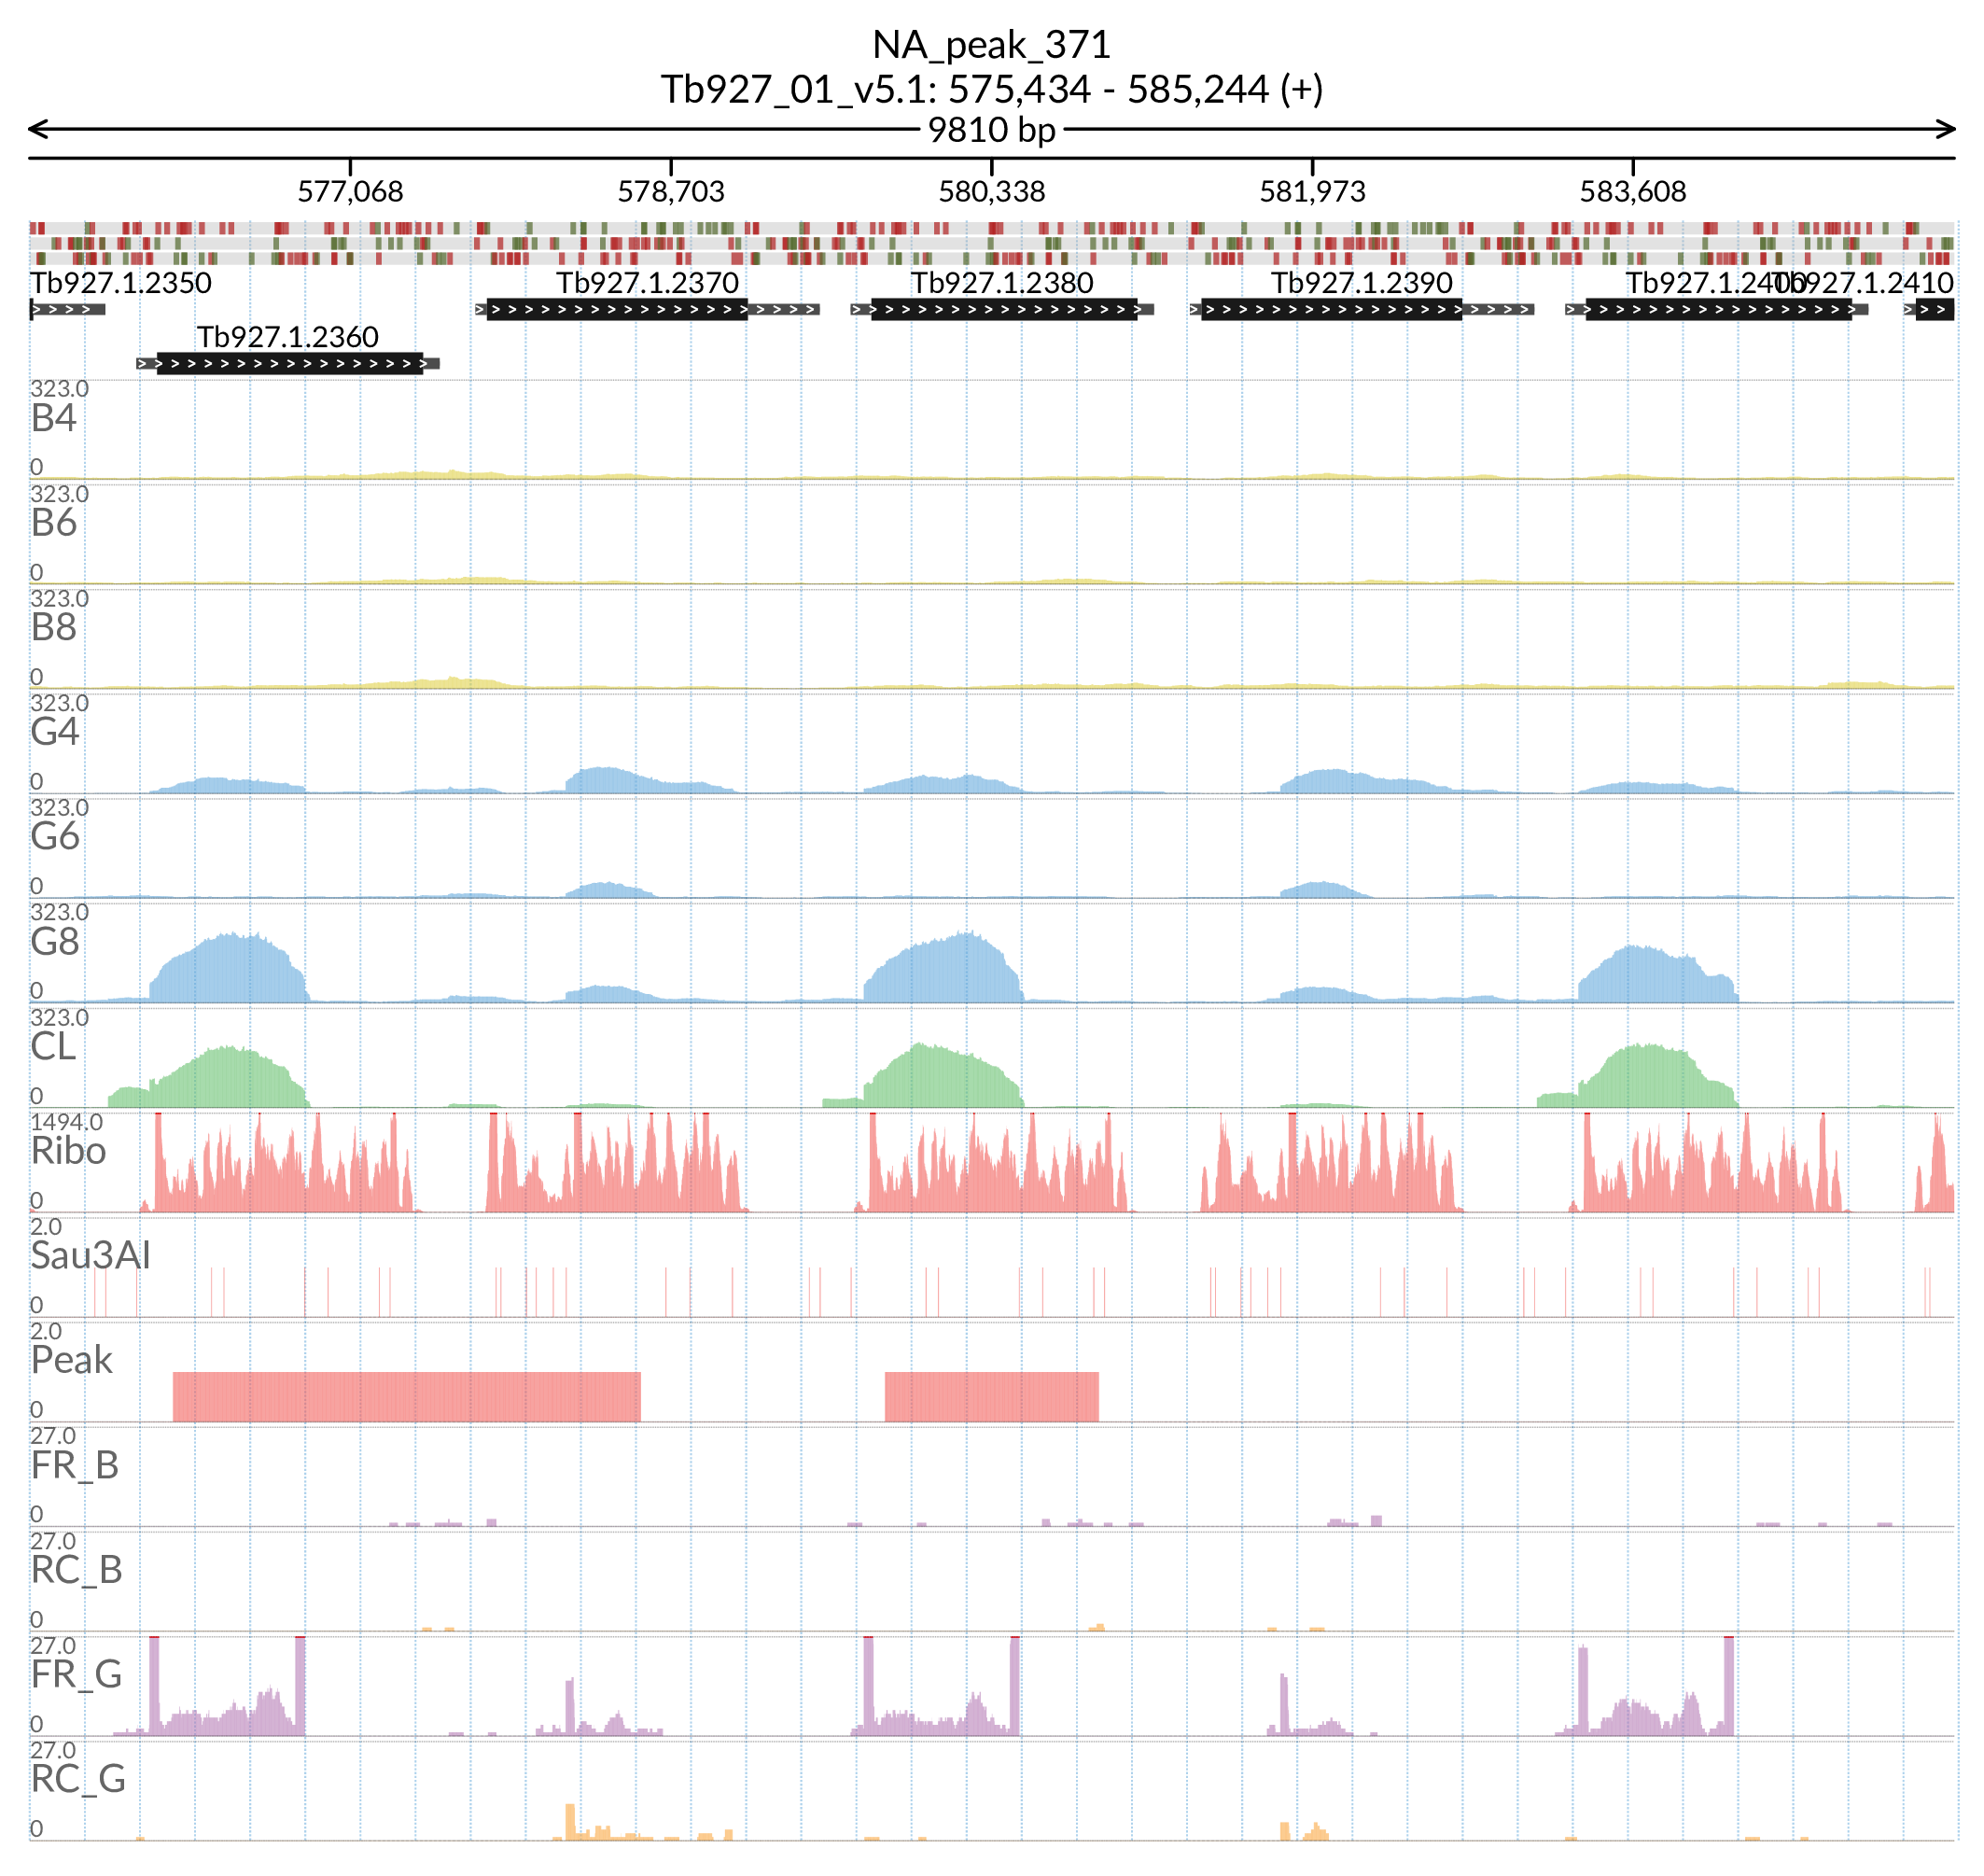 NA_peak_371
Tb927_01_v5.1: 575,434 - 585,244 (+)
9810 bp
577,068 578,703 580,338 581,973 583,608
Tb927.1.2350 Tb927.1.2370 Tb927.1.2380 Tb927.1.2390 Tb927.1.2400 Tb927.1.2410
Tb927.1.2360
323.0
B4
0
323.0
B6
0
323.0
B8
0
323.0
G4
0
323.0
G6
0
323.0
G8
0
323.0
CL
0
1494.0
Ribo
0
2.0
Sau3AI
0
2.0
Peak
0
27.0
FR_B
0
27.0
RC_B
0
27.0
FR_G
0
27.0
RC_G
0